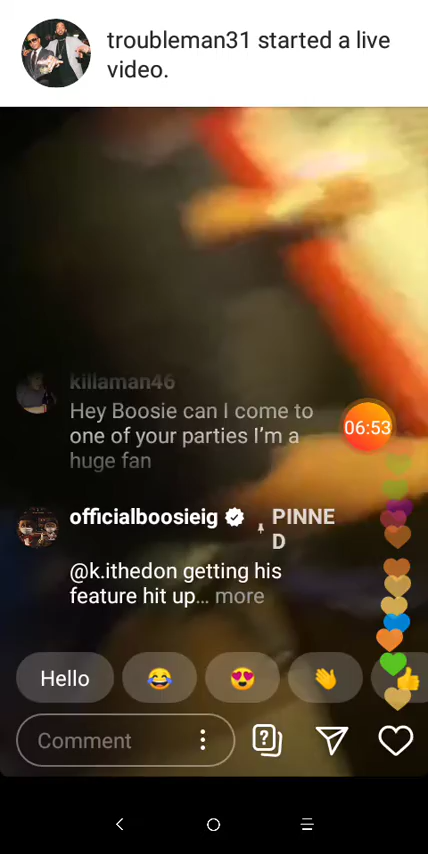 troubleman31 started a live
video.
killaman46
Hey Boosie can I come to
one of your parties I'm a
huge fan
06:53
officialboosieig PINNE
D
@k.ithedon getting his
feature hit up... more
Hello
Comment